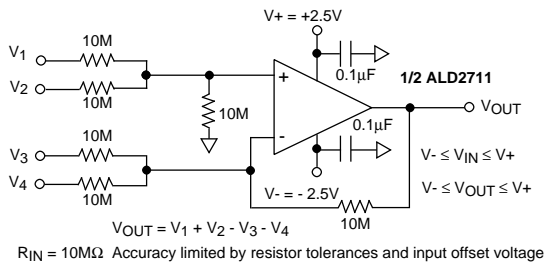 V+ = +2.5V
V1
10M
V2
10M
+
0.1µF
1/2 ALD2711
10M
VOUT
V3
10M
-
0.1µF
V- ≤ VIN ≤ V+
V4
10M
V- = - 2.5V
V- ≤ VOUT ≤ V+
10M
VOUT = V1 + V2 - V3 - V4
RIN = 10MΩ Accuracy limited by resistor tolerances and input offset voltage